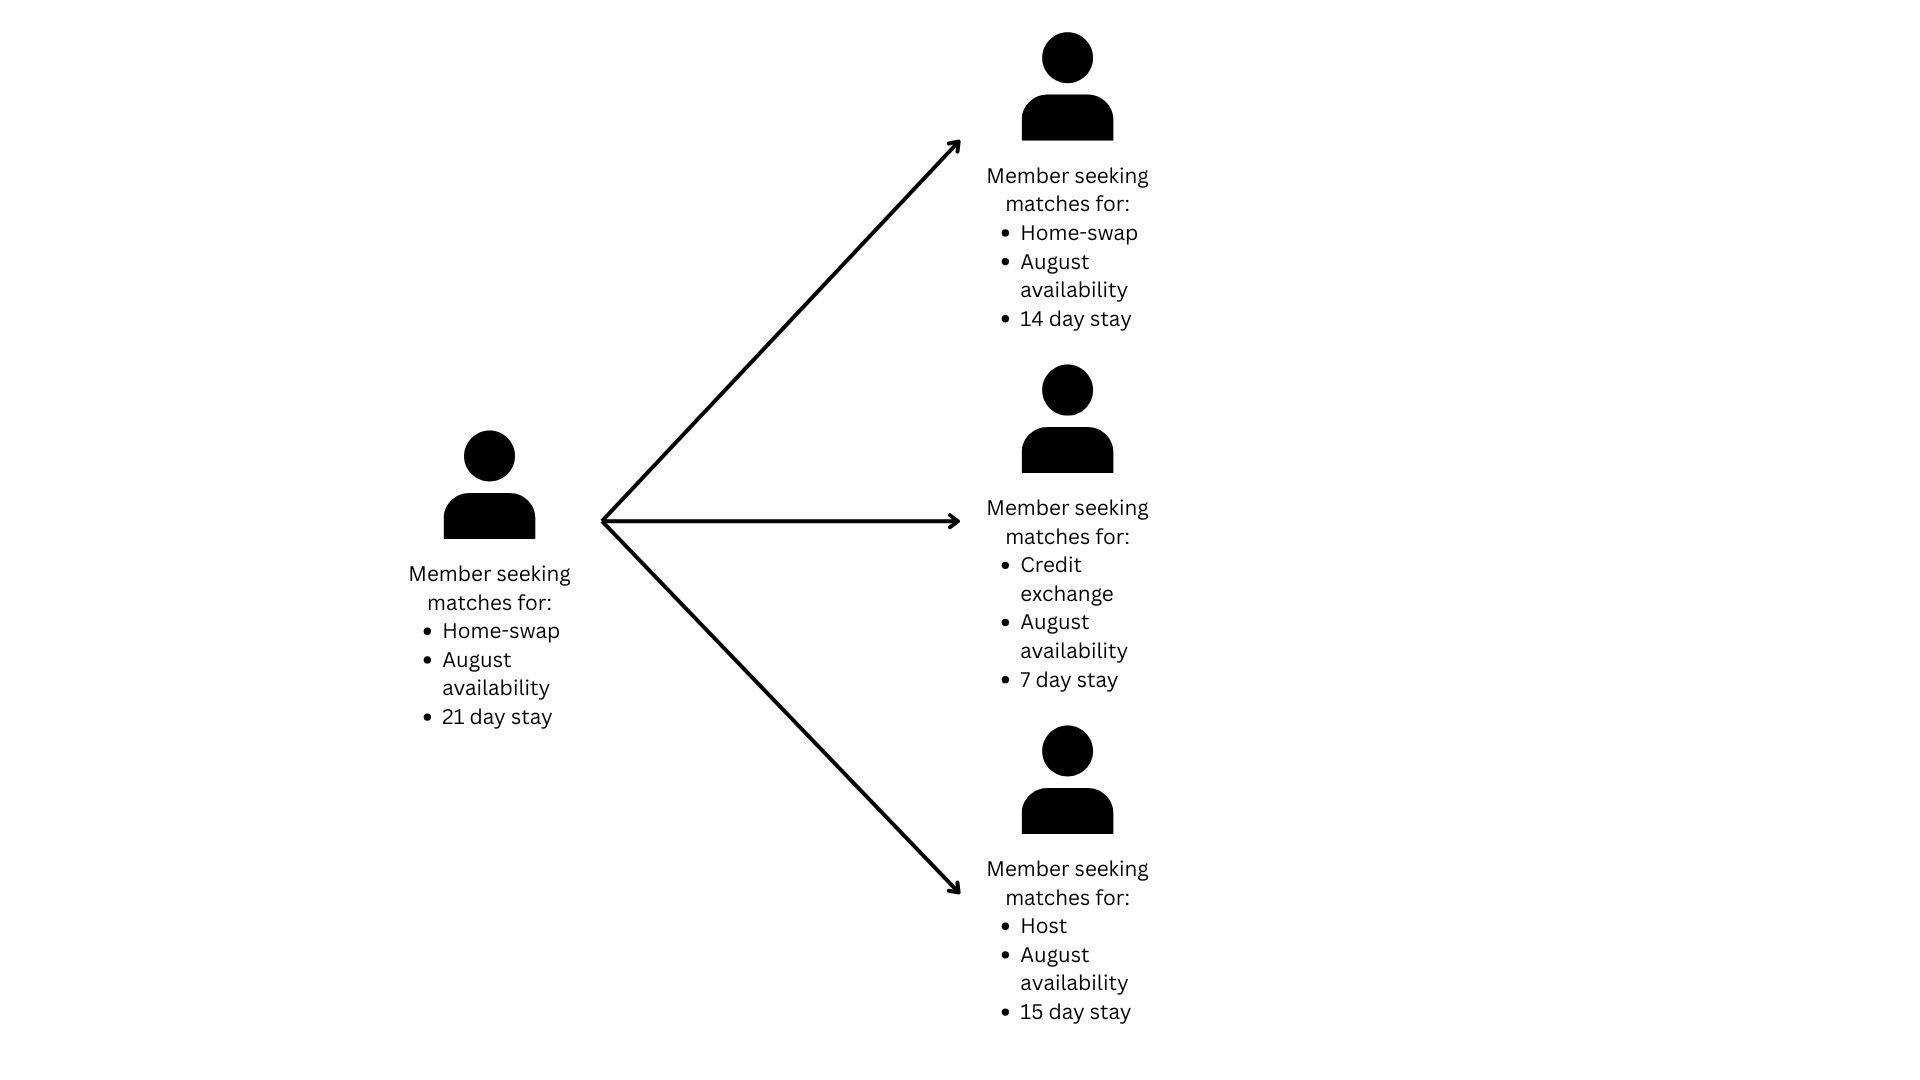 Member seeking
matches for:
• Home-swap
• August
availability
• 21 day stay
Member seeking
matches for:
• Home-swap
• August
availability
• 14 day stay
Member seeking
matches for:
• Credit
exchange
• August
availability
• 7 day stay
Member seeking
matches for:
• Host
• August
availability
• 15 day stay